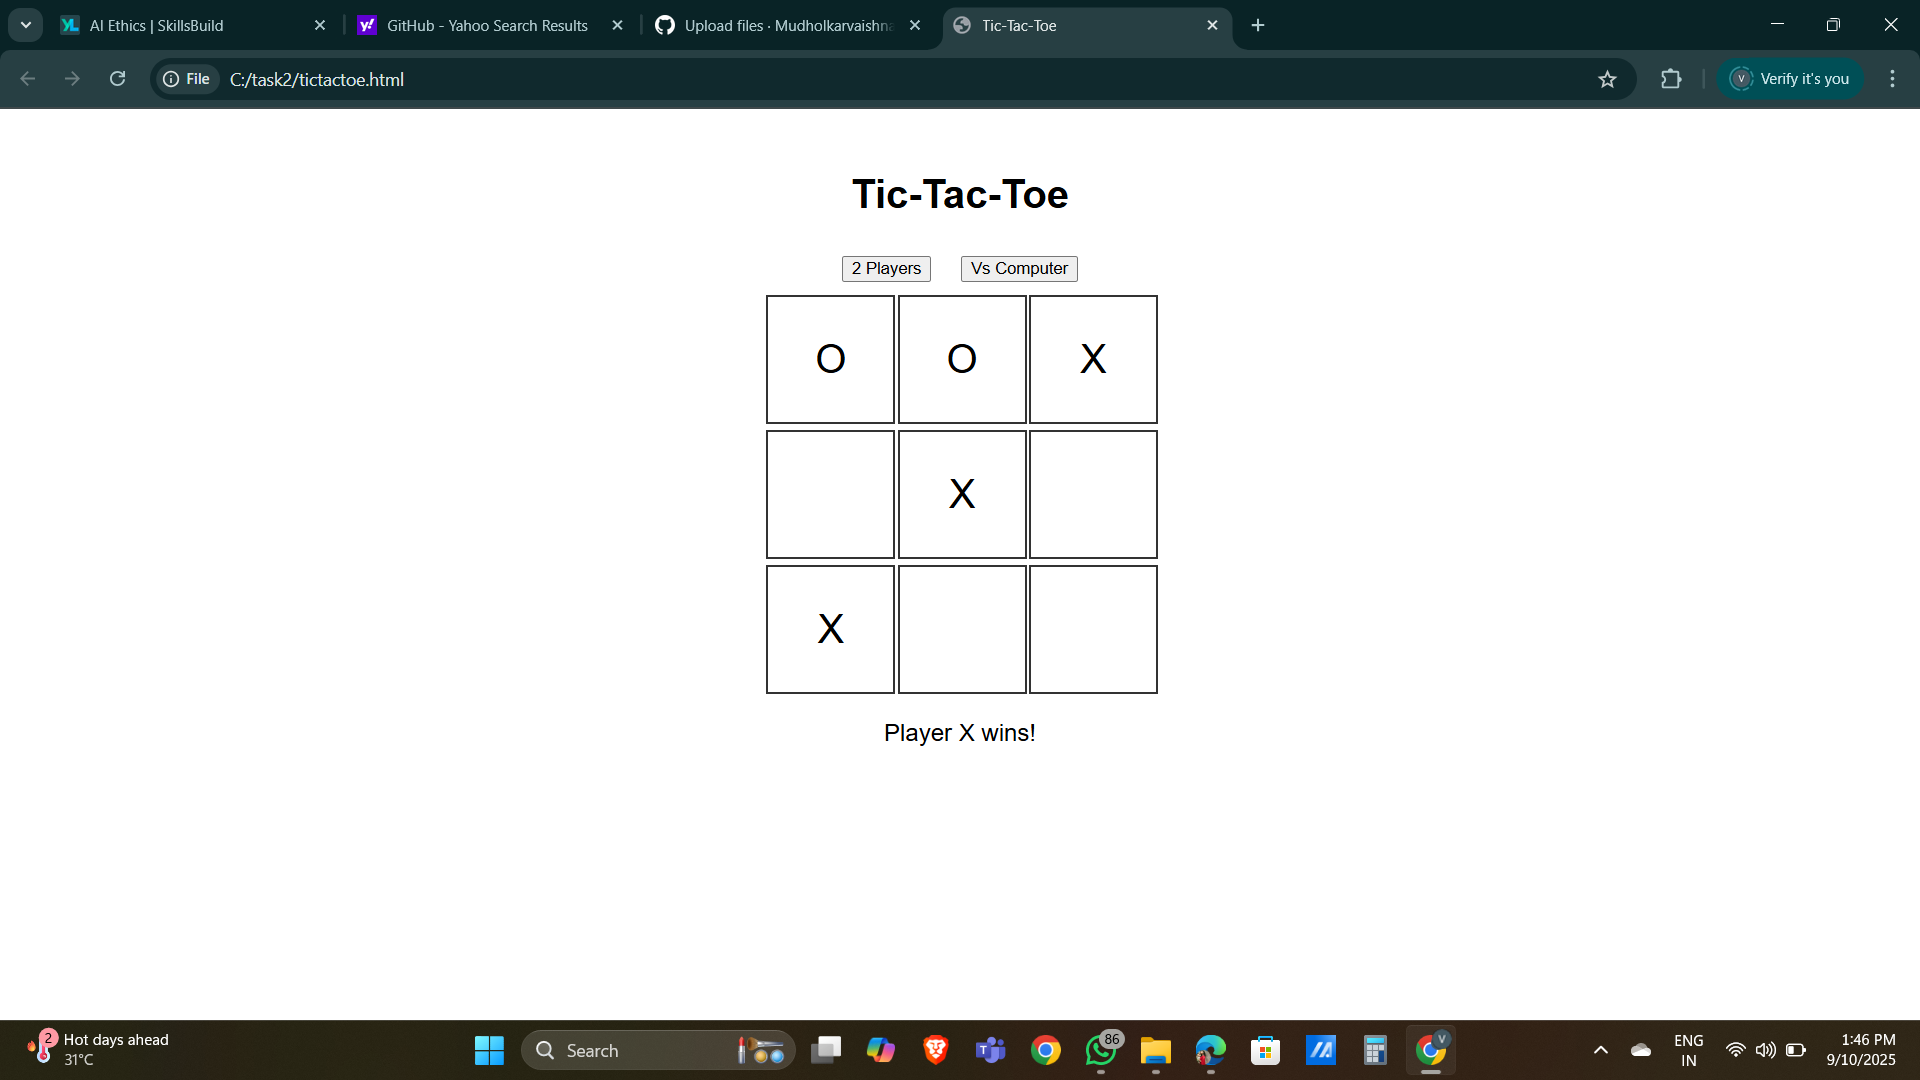 AI Ethics | SkillsBuild
GitHub - Yahoo Search Results
Upload files · Mudholkarvaishna
Tic-Tac-Toe
File
C:/task2/tictactoe.html
V
Verify it's you
Tic-Tac-Toe
2 Players
Vs Computer
O O X
X
X
Player X wins!
2
Hot days ahead
31°C
Search
86
V
ENG
IN
1:46 PM
9/10/2025